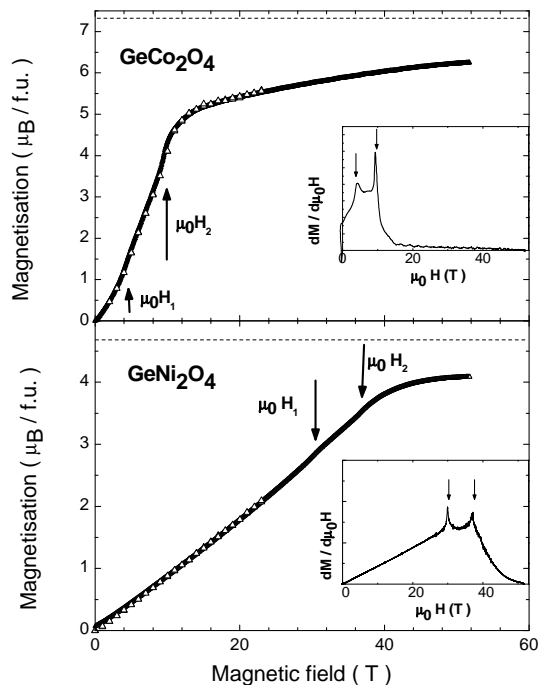 7
6
5
4
3
2
1
0
Magnetisation ( μB / f.u. )
GeCo2O4
μ0H2
μ0H1
dM / dμ0H
0 20 40
μ0 H (T)
4
3
2
1
0
Magnetisation ( μB / f.u. )
GeNi2O4
μ0 H1
μ0 H2
dM / dμ0H
0 20 40
μ0 H (T)
0 20 40 60
Magnetic field ( T )